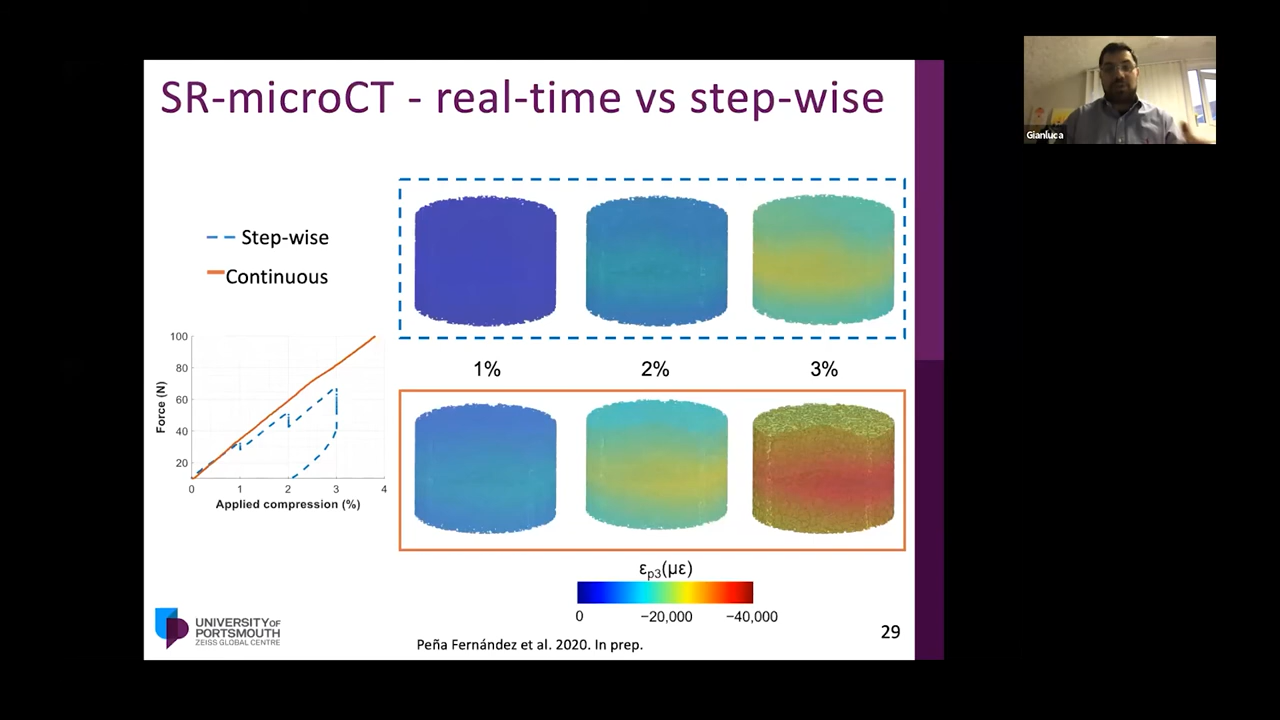 SR-microCT - real-time vs step-wise
Gianluca
Step-wise
Continuous
100
80
60
40
20
0 1 2 3 4
Force (N)
Applied compression (%)
1% 2% 3%
εp3(με)
0 −20,000 −40,000
UNIVERSITY OF
PORTSMOUTH
ZEISS GLOBAL CENTRE
Peña Fernández et al. 2020. In prep.
29